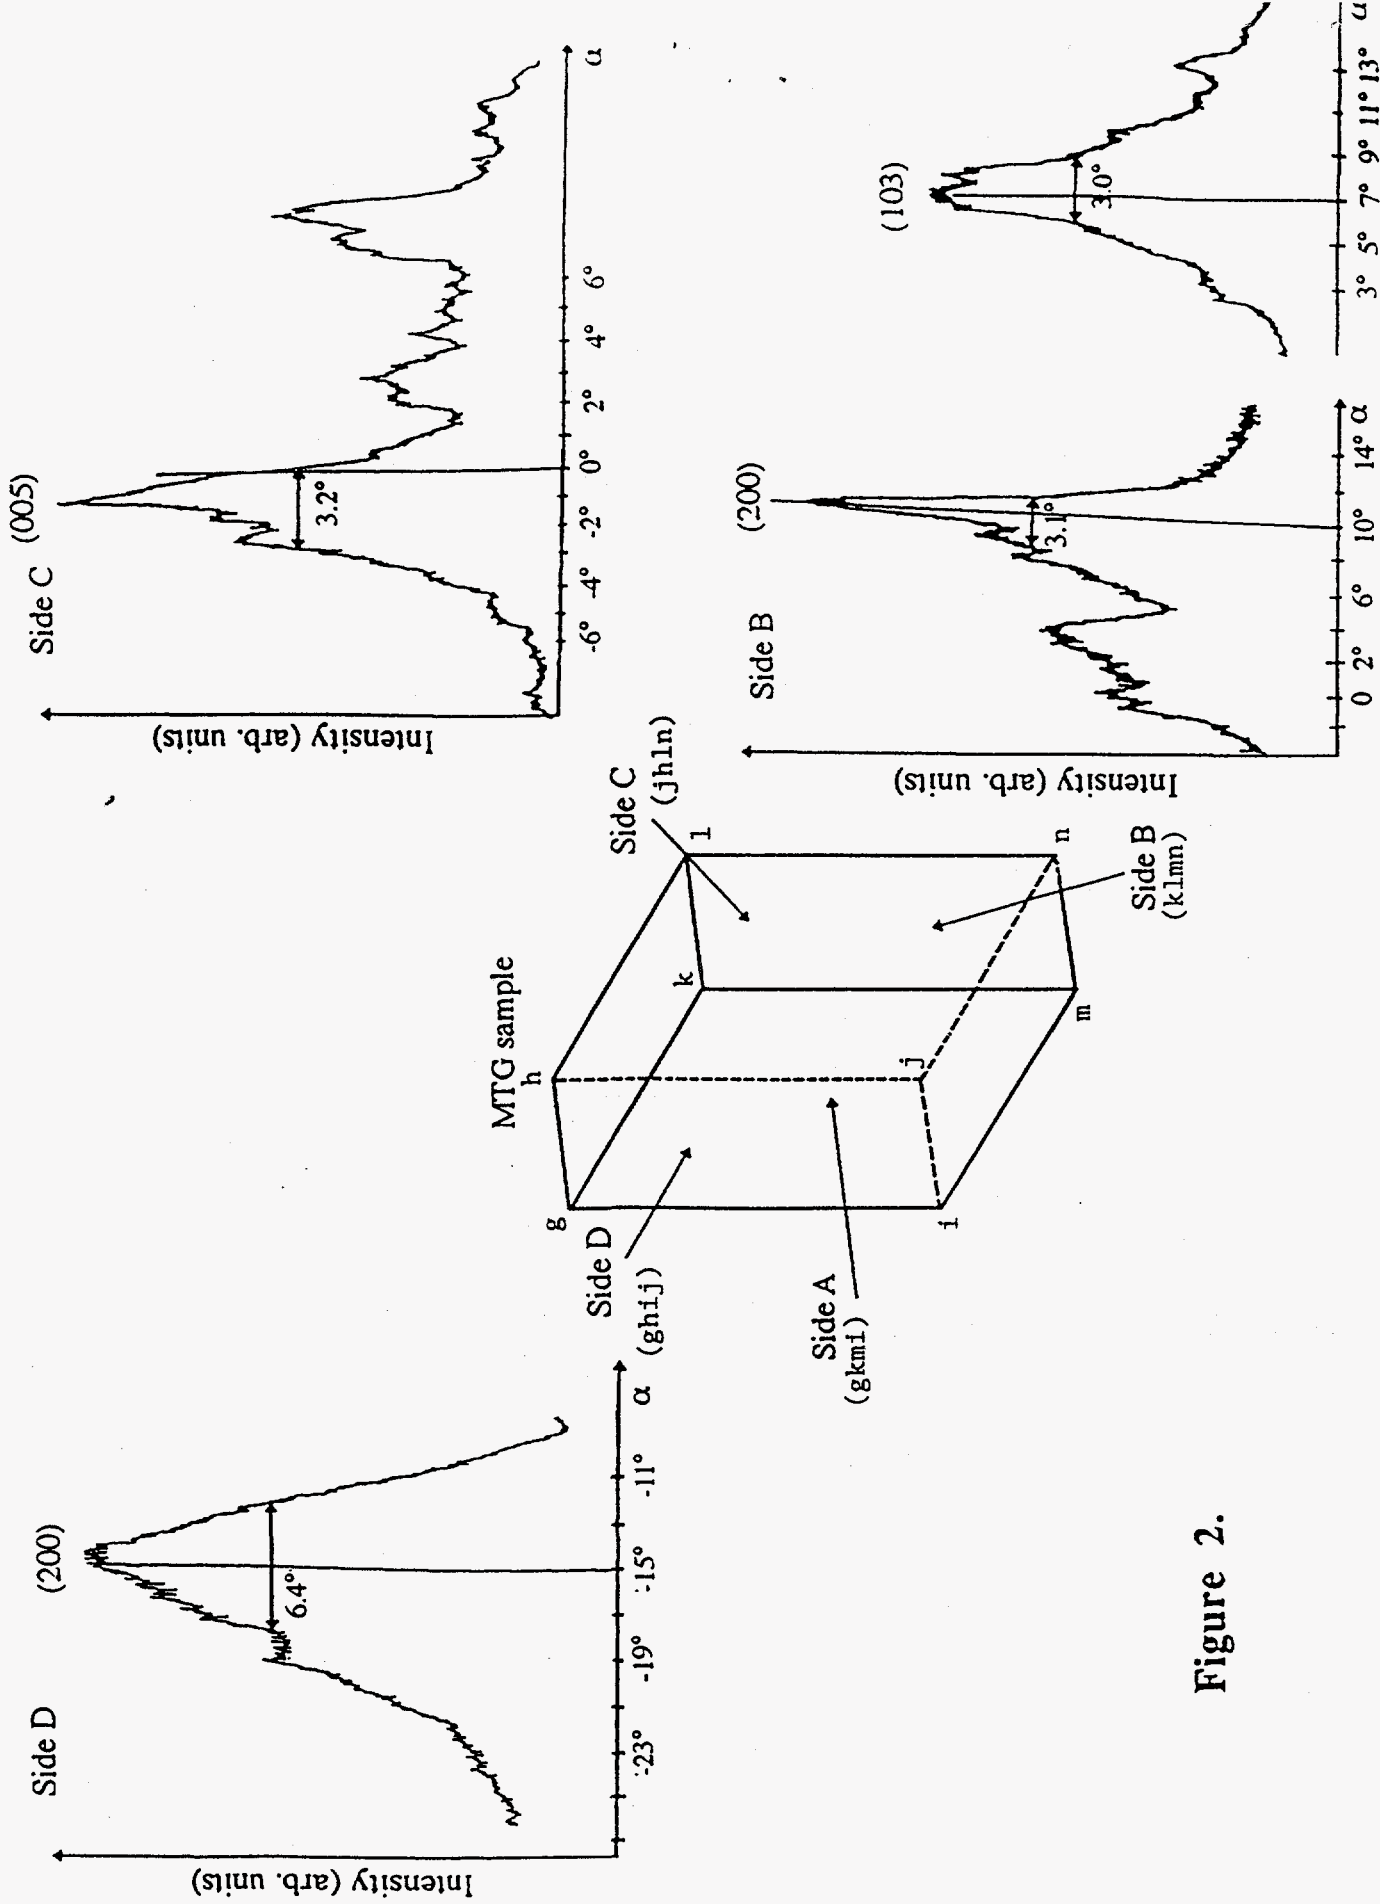 Side D
(200)
6.4°
Intensity (arb. units)
-23°
-19°
-15°
-11°
α
MTG sample
g
h
k
l
i
j
m
n
Side D
(ghij)
Side A
(gkmi)
Side C
(jhln)
Side B
(klmn)
Side C
(005)
3.2°
Intensity (arb. units)
-6°
-4°
-2°
0°
2°
4°
6°
α
Side B
(200)
3.1°
Intensity (arb. units)
0
2°
6°
10°
14°
α
(103)
3.0°
3°
5°
7°
9°
11°
13°
α
Figure 2.